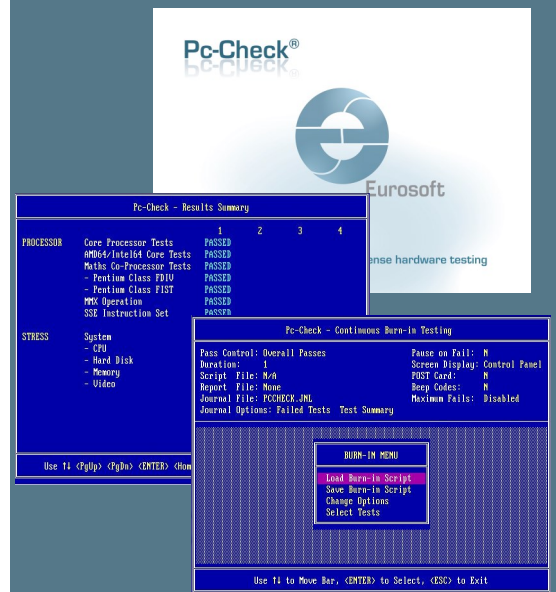 Pc-Check®
Eurosoft
ense hardware testing
Pc-Check - Results Summary
1 2 3 4
PROCESSOR Core Processor Tests PASSED
AMD64/Intel64 Core Tests PASSED
Maths Co-Processor Tests PASSED
- Pentium Class FDIV PASSED
- Pentium Class FIST PASSED
MMX Operation PASSED
SSE Instruction Set PASSED
STRESS System
- CPU
- Hard Disk
- Memory
- Video
Use ↑↓ <PgUp> <PgDn> <ENTER> <Hom
Pc-Check - Continuous Burn-in Testing
Pass Control: Overall Passes Pause on Fail: N
Duration: 1 Screen Display: Control Panel
Script File: N/A POST Card: N
Report File: None Beep Codes: N
Journal File: PCCHECK.JNL Maximum Fails: Disabled
Journal Options: Failed Tests Test Summary
BURN-IN MENU
Load Burn-in Script
Save Burn-in Script
Change Options
Select Tests
Use ↑↓ to Move Bar, <ENTER> to Select, <ESC> to Exit